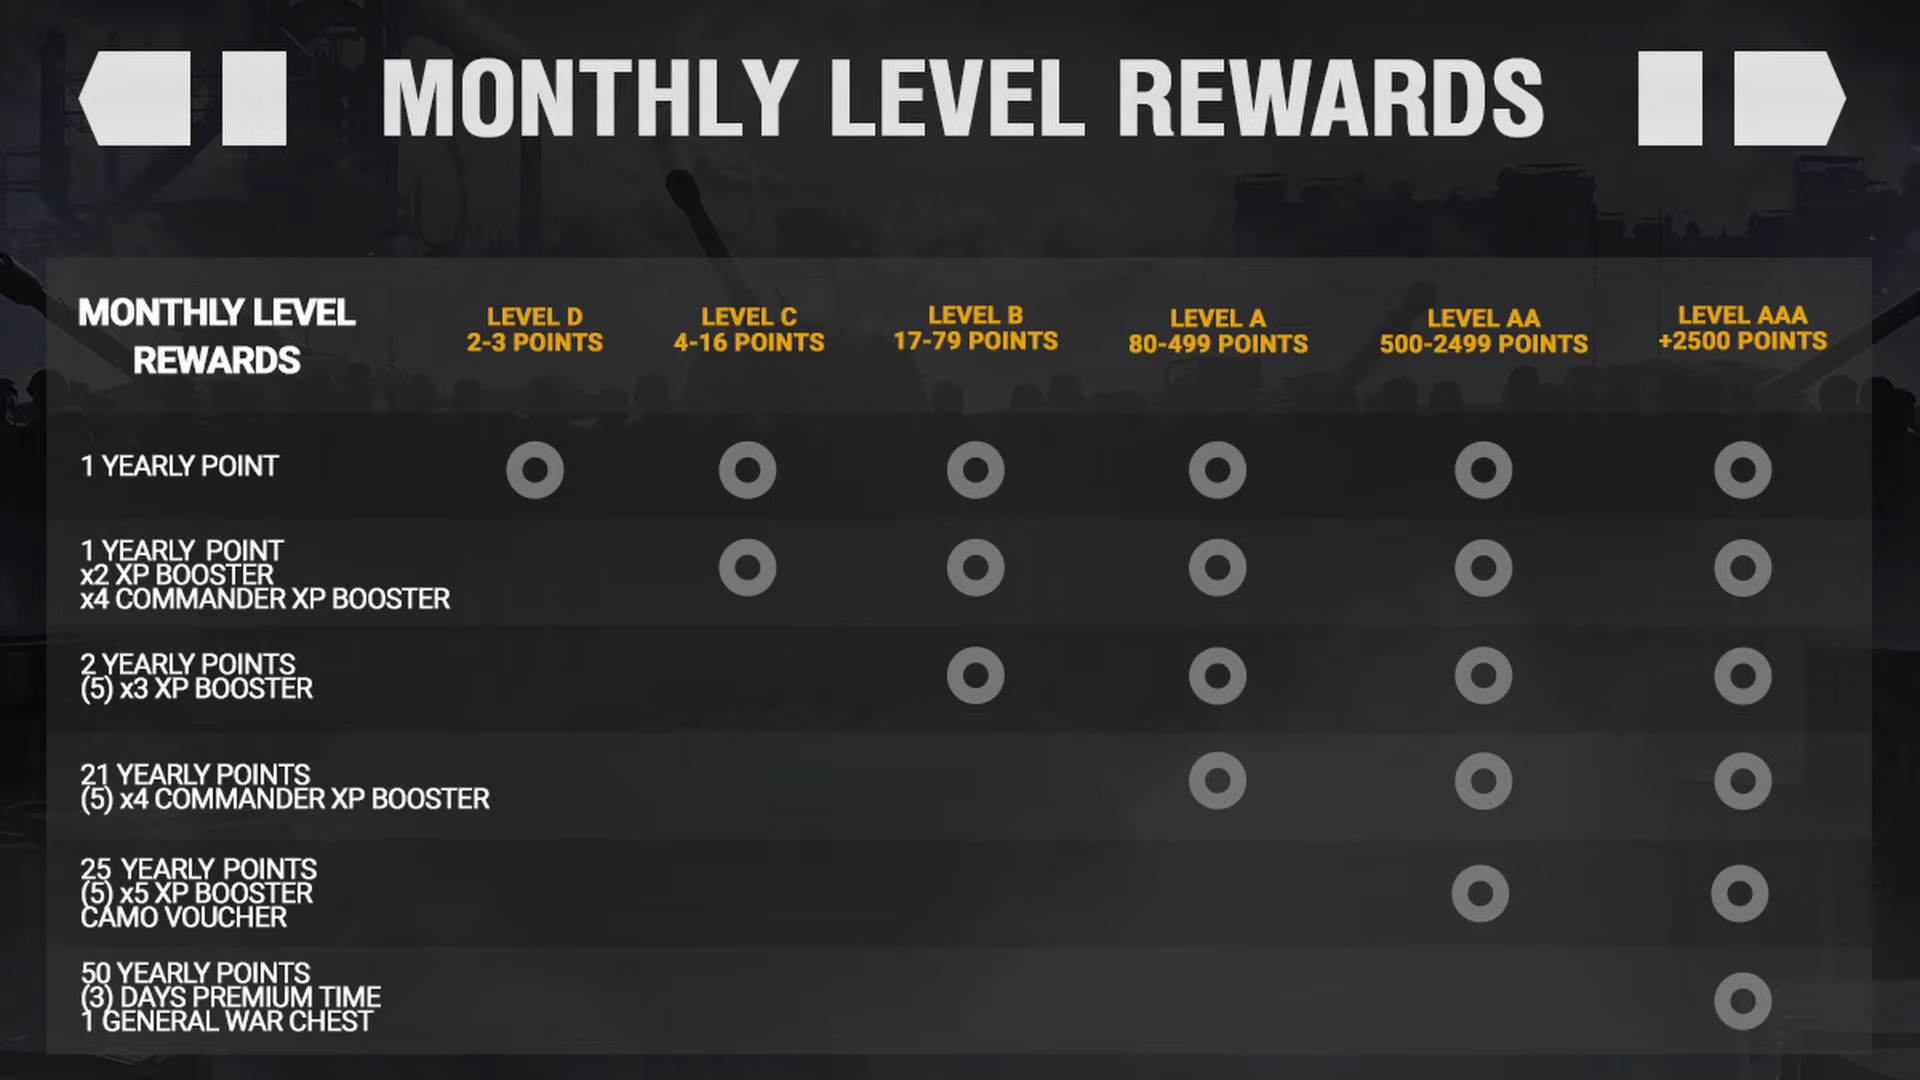 MONTHLY LEVEL REWARDS
MONTHLY LEVEL
REWARDS
LEVEL D
2-3 POINTS
LEVEL C
4-16 POINTS
LEVEL B
17-79 POINTS
LEVEL A
80-499 POINTS
LEVEL AA
500-2499 POINTS
LEVEL AAA
+2500 POINTS
1 YEARLY POINT
1 YEARLY POINT
x2 XP BOOSTER
x4 COMMANDER XP BOOSTER
2 YEARLY POINTS
(5) x3 XP BOOSTER
21 YEARLY POINTS
(5) x4 COMMANDER XP BOOSTER
25 YEARLY POINTS
(5) x5 XP BOOSTER
CAMO VOUCHER
50 YEARLY POINTS
(3) DAYS PREMIUM TIME
1 GENERAL WAR CHEST